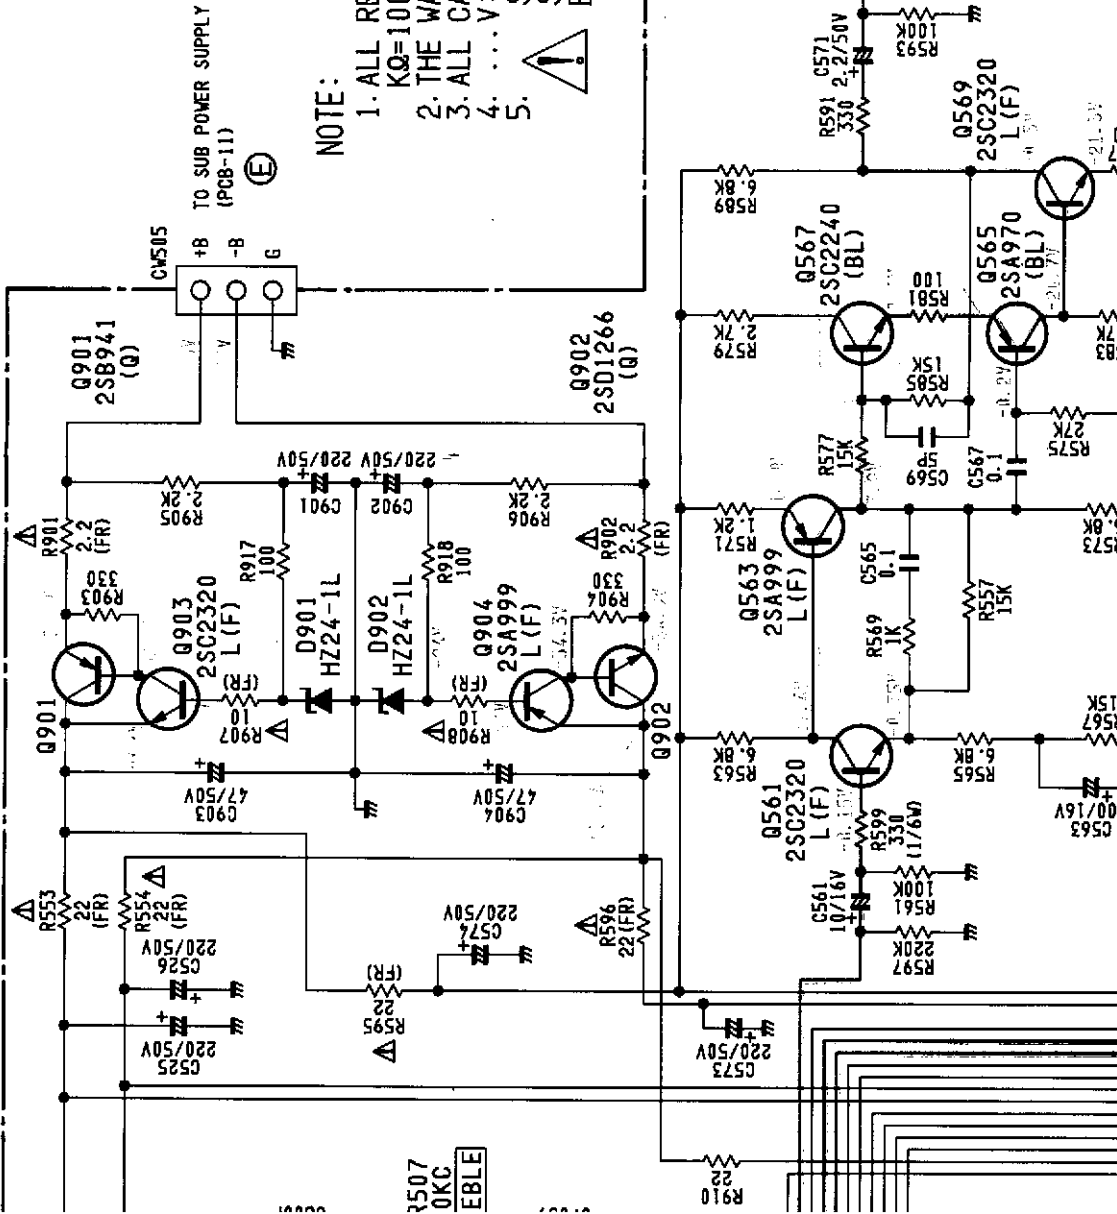 TO SUB POWER SUPPLY
(PCB-11)
E
NOTE:
1. ALL
KΩ=100
2. THE
3. ALL
4. ...
5.
!
CW505
+B
-B
G
Q901
2SB941
(Q)
Q902
2SD1266
(Q)
R901
2.2
(FR)
2.2K
R905
220/50V
C901
220/50V
C902
2.2K
R906
R902
2.2
(FR)
R917
100
R918
100
330
R903
Q903
2SC2320
L(F)
D901
HZ24-1L
D902
HZ24-1L
Q904
2SA999
L(F)
330
R904
Q901
(FR)
10
R907
(FR)
10
R908
Q902
47/50V
C903
47/50V
C904
R553
22
(FR)
R554
22
(FR)
220/50V
C526
220/50V
C525
(FR)
22
R595
220/50V
C574
R596
22(FR)
220/50V
C573
R507
0KC
EBLE
22
R910
C571
2.2/50V
100K
R593
R591
330
Q569
2SC2320
L(F)
6.8K
R589
Q567
2SC2240
(BL)
100
R581
Q565
2SA970
(BL)
2.7K
R579
15K
R585
-0.2V
27K
R575
R577
15K
5P
C569
C567
0.1
1.2K
R571
Q563
2SA999
L(F)
C565
0.1
R569
1K
R557
15K
6.8K
R563
Q561
2SC2320
L(F)
6.8K
R565
15K
R567
C563
R599
330
(1/6W)
C561
10/16V
100K
R561
220K
R597